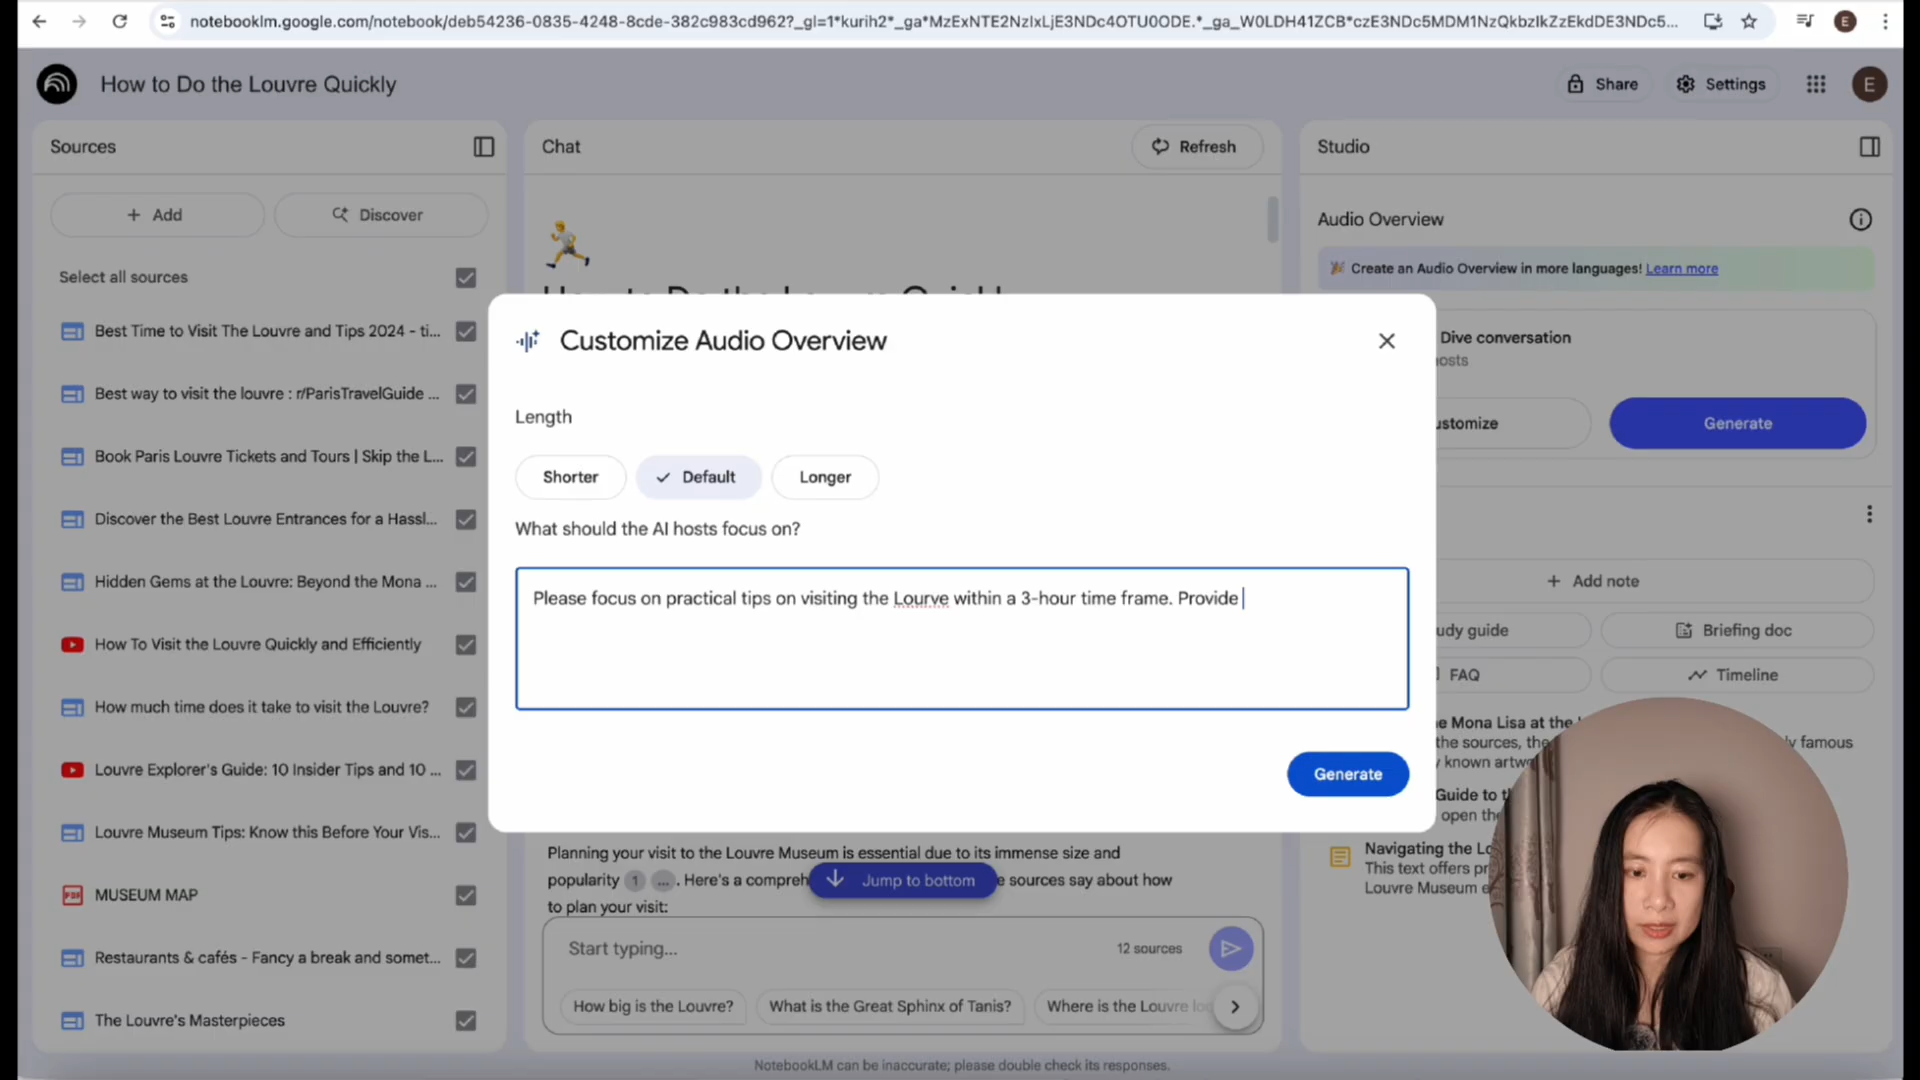 notebooklm.google.com/notebook/deb54236-0835-4248-8cde-382c983cd962?_gl=1*kurih2*_ga*MzExNTE2NzIxLjE3NDc4OTU0ODE.*_ga_W0LDH41ZCB*czE3NDc5MDM1NzQkbzIkZzEkdDE3NDc5...
E
How to Do the Louvre Quickly
Share
Settings
E
Sources
Chat
Refresh
Studio
+ Add
Discover
Audio Overview
Select all sources
🎉 Create an Audio Overview in more languages! Learn more
Best Time to Visit The Louvre and Tips 2024 - ti...
Best way to visit the louvre : r/ParisTravelGuide ...
Book Paris Louvre Tickets and Tours | Skip the L...
Discover the Best Louvre Entrances for a Hassl...
Hidden Gems at the Louvre: Beyond the Mona ...
How To Visit the Louvre Quickly and Efficiently
How much time does it take to visit the Louvre?
Louvre Explorer's Guide: 10 Insider Tips and 10 ...
Louvre Museum Tips: Know this Before Your Vis...
PDF
MUSEUM MAP
Restaurants & cafés - Fancy a break and somet...
The Louvre's Masterpieces
How to Do the Louvre Quickly
Customize Audio Overview
Length
Shorter
Default
Longer
What should the AI hosts focus on?
Please focus on practical tips on visiting the Lourve within a 3-hour time frame. Provide
Generate
Dive conversation
osts
ustomize
Generate
+ Add note
udy guide
Briefing doc
FAQ
Timeline
e Mona Lisa at the
the sources, the
y famous
y known artw
Guide to t
open the
Navigating the Lo
This text offers pr
Louvre Museum e
Planning your visit to the Louvre Museum is essential due to its immense size and
popularity 1 ... . Here's a compreh
Jump to bottom
e sources say about how
to plan your visit:
Start typing...
12 sources
How big is the Louvre?
What is the Great Sphinx of Tanis?
Where is the Louvre lo
NotebookLM can be inaccurate; please double check its responses.